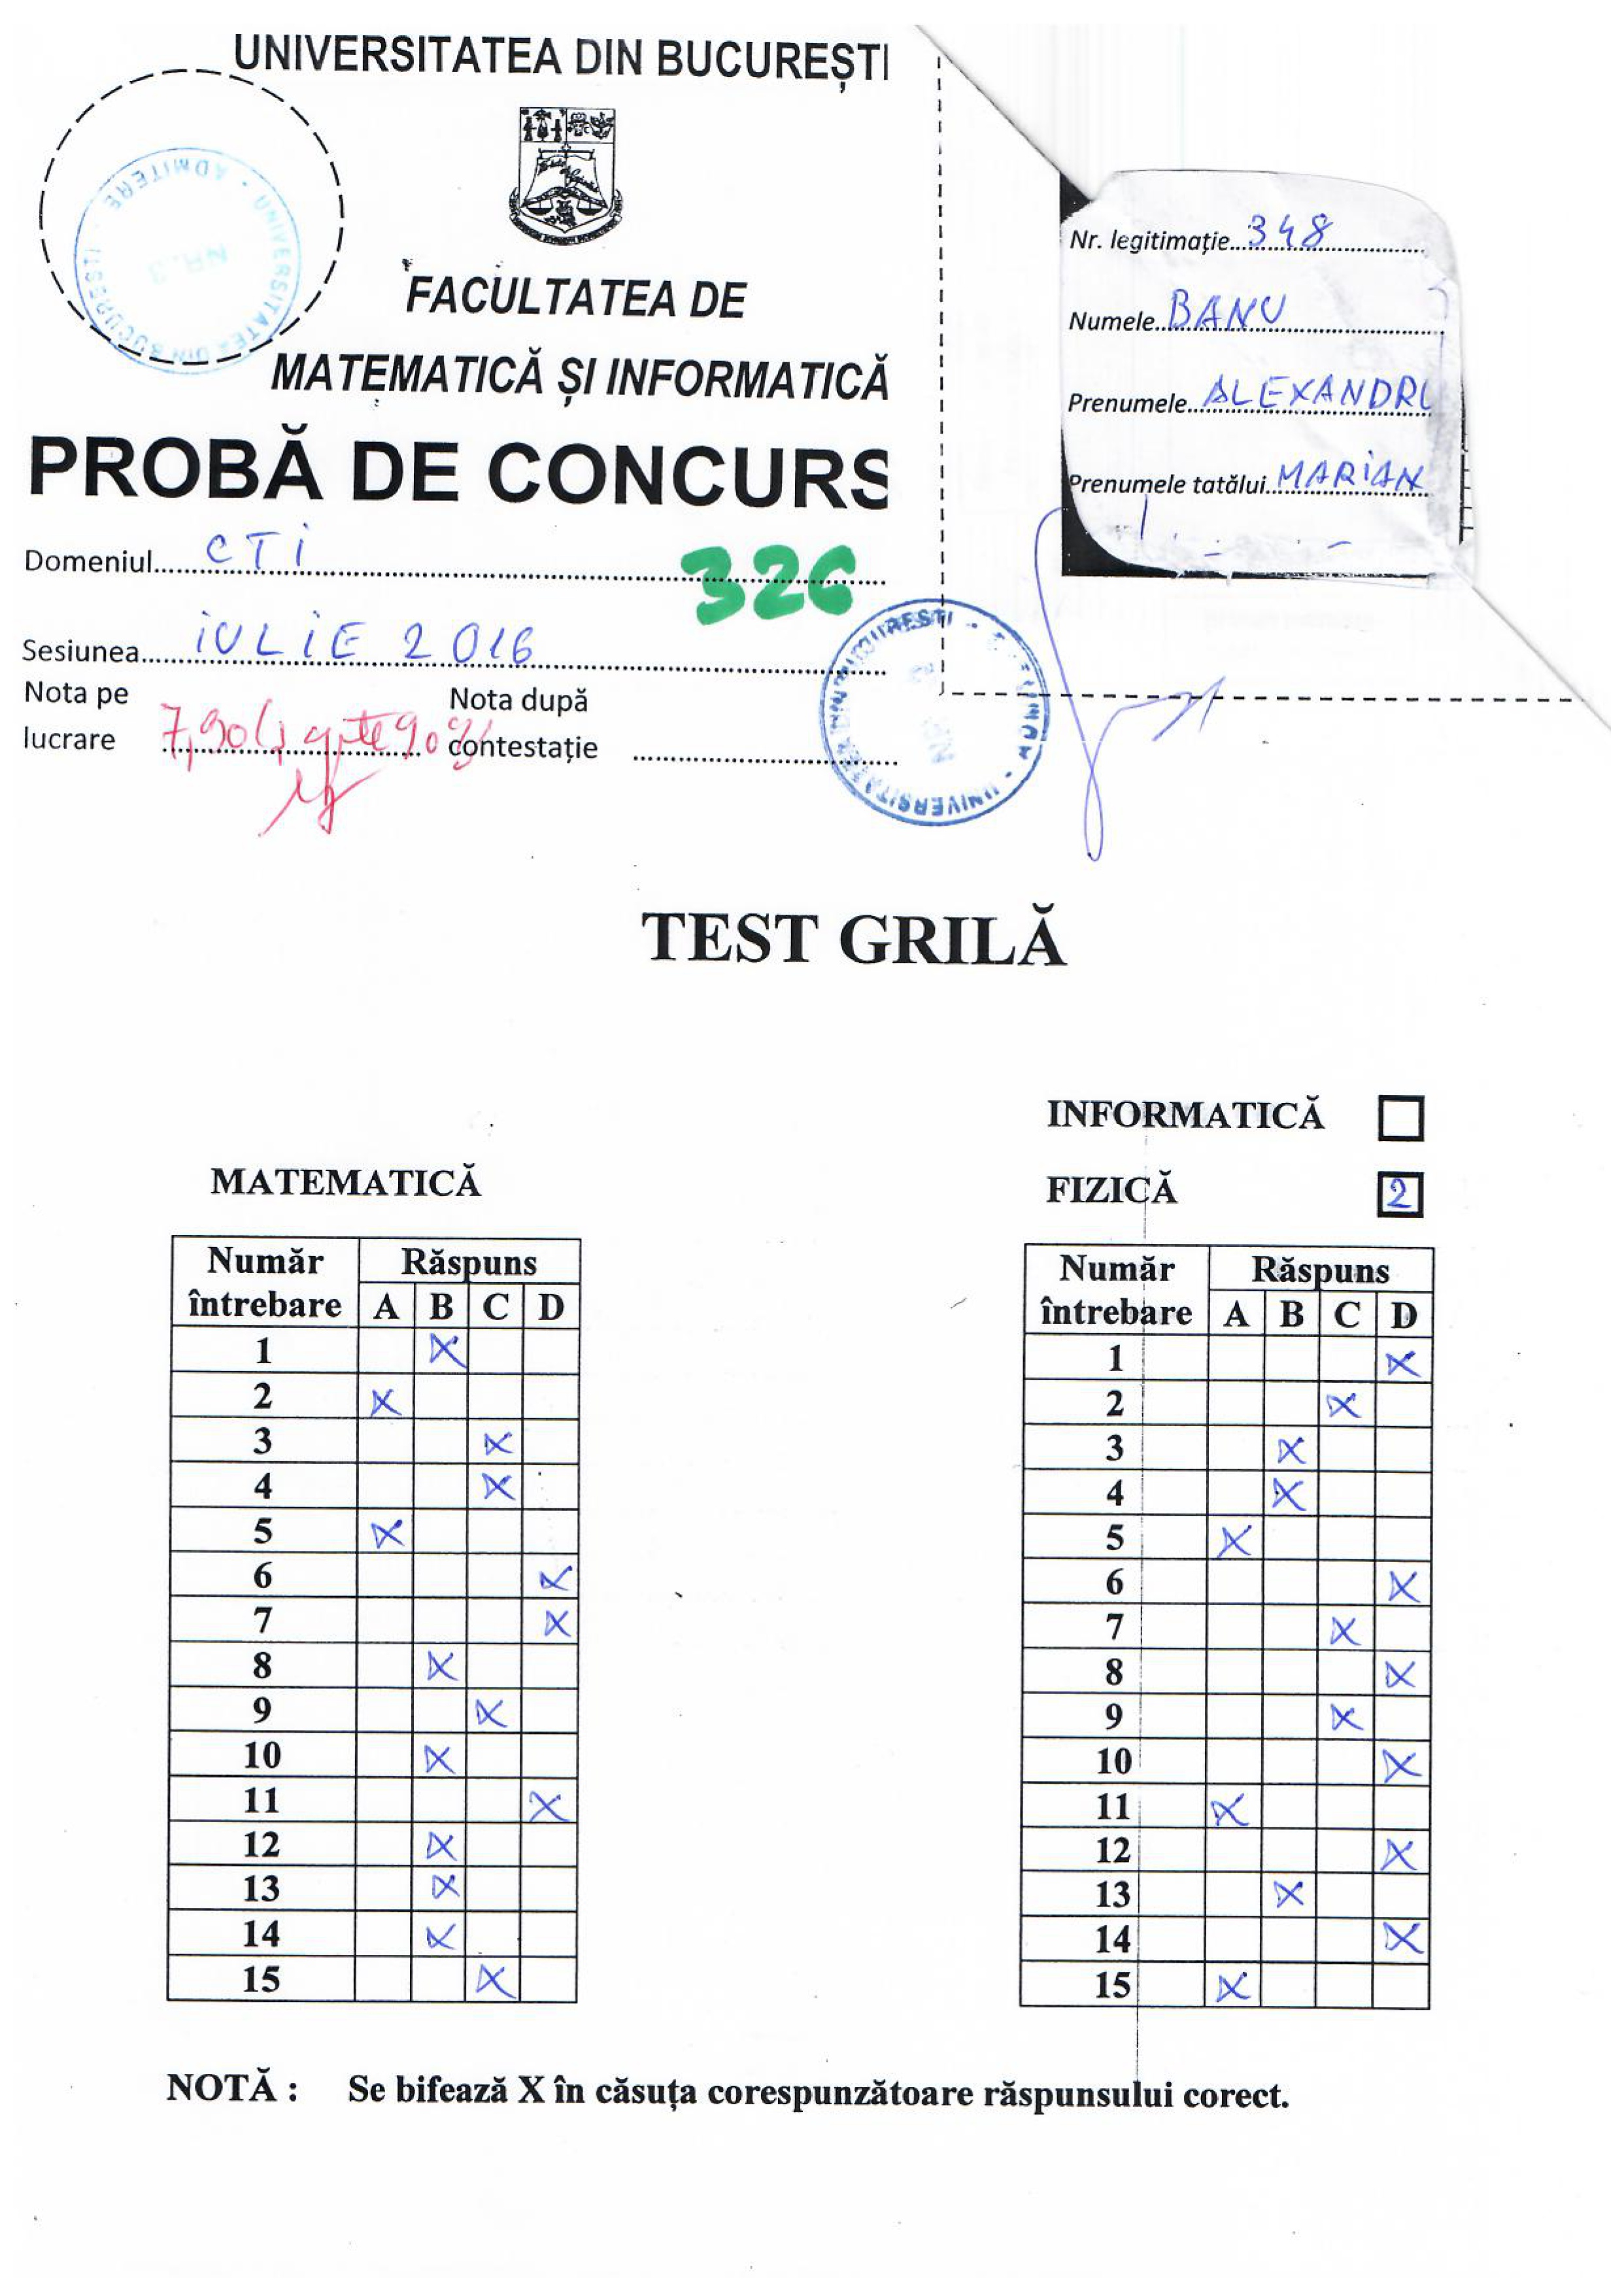 UNIVERSITATEA DIN BUCUREȘTI
UNIVERSITATEA DIN BUCUREȘTI - ADMITERE
NR. 3
FACULTATEA DE
MATEMATICĂ ȘI INFORMATICĂ
PROBĂ DE CONCURS
Domeniul CTI
326
Sesiunea IULIE 2016
Nota pe lucrare 7,90
Nota după contestație
Nr. legitimație 348
Numele BANU
Prenumele ALEXANDRU
Prenumele tatălui MARIAN
TEST GRILĂ
INFORMATICĂ
MATEMATICĂ
FIZICĂ 2
Număr întrebare Răspuns
A B C D
1 X
2 X
3 X
4 X
5 X
6 X
7 X
8 X
9 X
10 X
11 X
12 X
13 X
14 X
15 X
Număr întrebare Răspuns
A B C D
1 X
2 X
3 X
4 X
5 X
6 X
7 X
8 X
9 X
10 X
11 X
12 X
13 X
14 X
15 X
NOTĂ : Se bifează X în căsuța corespunzătoare răspunsului corect.